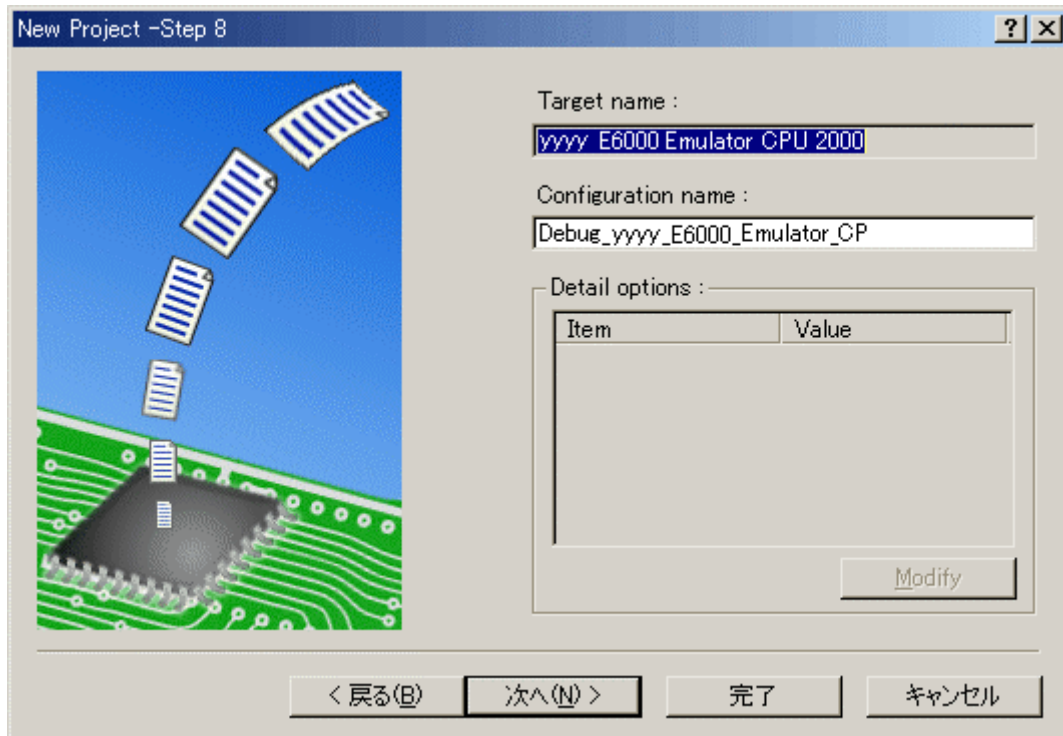 New Project -Step 8
Target name :
yyyy E6000 Emulator CPU 2000
Configuration name :
Debug_yyyy_E6000_Emulator_CP
Detail options :
Item Value
Modify
< 戻る(B) 次へ(N) > 完了 キャンセル